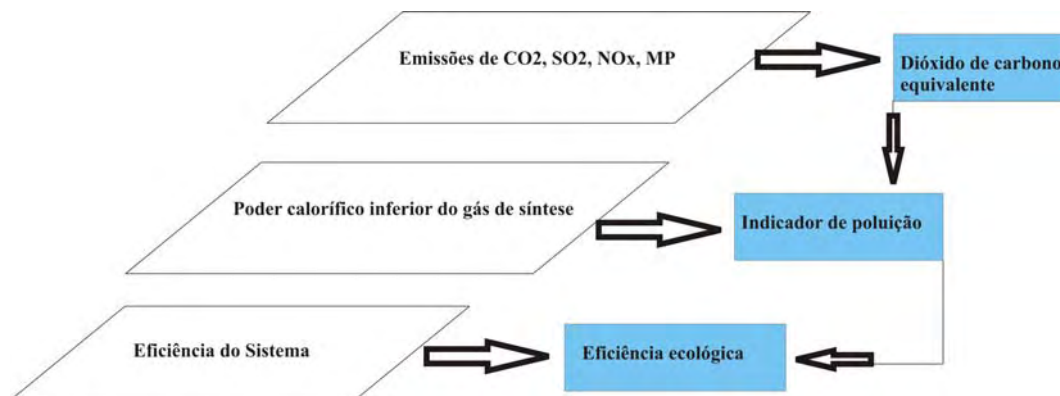 Emissões de CO2, SO2, NOx, MP
Dióxido de carbono
equivalente
Poder calorífico inferior do gás de síntese
Indicador de poluição
Eficiência do Sistema
Eficiência ecológica